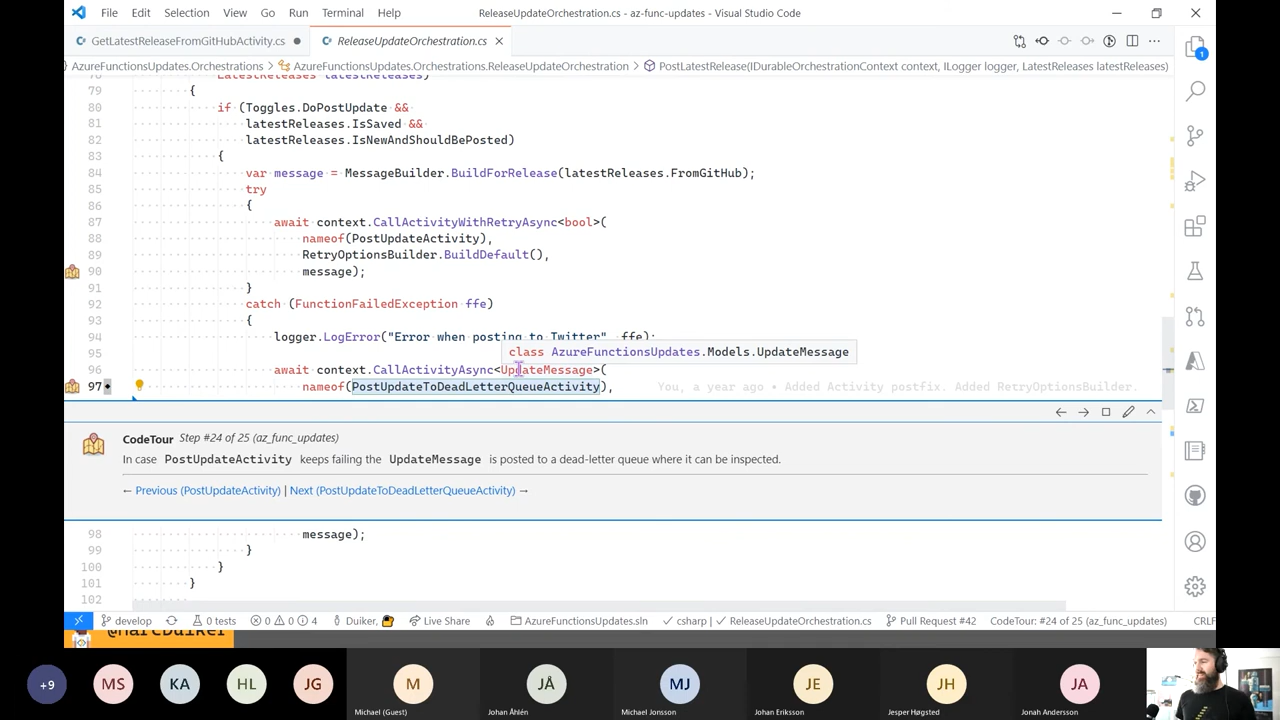 File Edit Selection View Go Run Terminal Help ReleaseUpdateOrchestration.cs - az-func-updates - Visual Studio Code
GetLatestReleaseFromGitHubActivity.cs ReleaseUpdateOrchestration.cs
AzureFunctionsUpdates.Orchestrations > AzureFunctionsUpdates.Orchestrations.ReleaseUpdateOrchestration > PostLatestRelease(IDurableOrchestrationContext context, ILogger logger, LatestReleases latestReleases)
78 LatestReleases latestReleases)
79 {
80 if (Toggles.DoPostUpdate &&
81 latestReleases.IsSaved &&
82 latestReleases.IsNewAndShouldBePosted)
83 {
84 var message = MessageBuilder.BuildForRelease(latestReleases.FromGitHub);
85 try
86 {
87 await context.CallActivityWithRetryAsync<bool>(
88 nameof(PostUpdateActivity),
89 RetryOptionsBuilder.BuildDefault(),
90 message);
91 }
92 catch (FunctionFailedException ffe)
93 {
94 logger.LogError("Error when posting to Twitter" ffe);
95 class AzureFunctionsUpdates.Models.UpdateMessage
96 await context.CallActivityAsync<UpdateMessage>(
97 nameof(PostUpdateToDeadLetterQueueActivity), You, a year ago • Added Activity postfix. Added RetryOptionsBuilder.
CodeTour Step #24 of 25 (az_func_updates)
In case PostUpdateActivity keeps failing the UpdateMessage is posted to a dead-letter queue where it can be inspected.
← Previous (PostUpdateActivity) | Next (PostUpdateToDeadLetterQueueActivity) →
98 message);
99 }
100 }
101 }
102
develop 0 tests 0 0 4 Duiker, Live Share AzureFunctionsUpdates.sln csharp | ReleaseUpdateOrchestration.cs Pull Request #42 CodeTour: #24 of 25 (az_func_updates) CRLF
@MarcDuiker
+9 MS KA HL JG M JÅ MJ JE JH JA
Michael (Guest) Johan Åhlén Michael Jonsson Johan Eriksson Jesper Høgsted Jonah Andersson
1